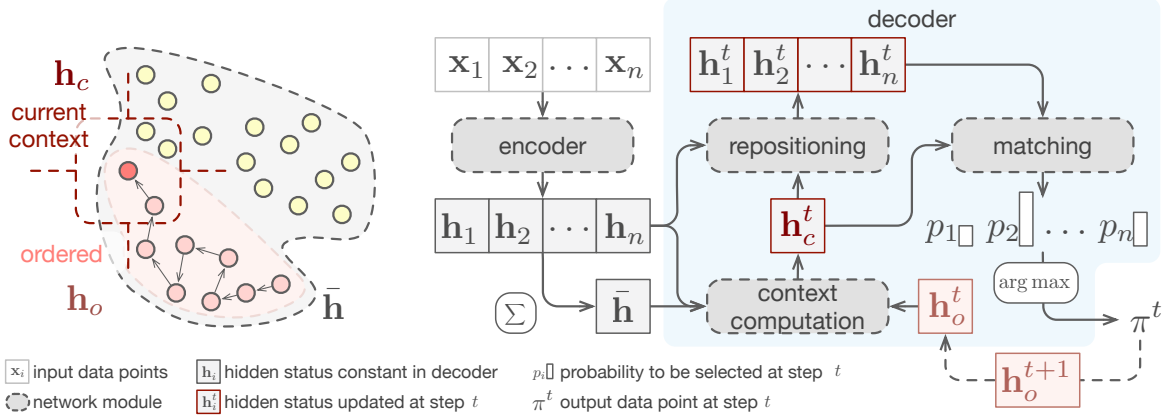 decoder
h_c
current
context
ordered
h_o
h̄
x_1 x_2 ... x_n
encoder
h_1 h_2 ... h_n
∑
h̄
h_1^t h_2^t ... h_n^t
repositioning
matching
h_c^t
context
computation
h_o^t
p_1 p_2 ... p_n
arg max
π^t
h_o^{t+1}
x_i input data points
h_i hidden status constant in decoder
p_i probability to be selected at step t
network module
h_i^t hidden status updated at step t
π^t output data point at step t